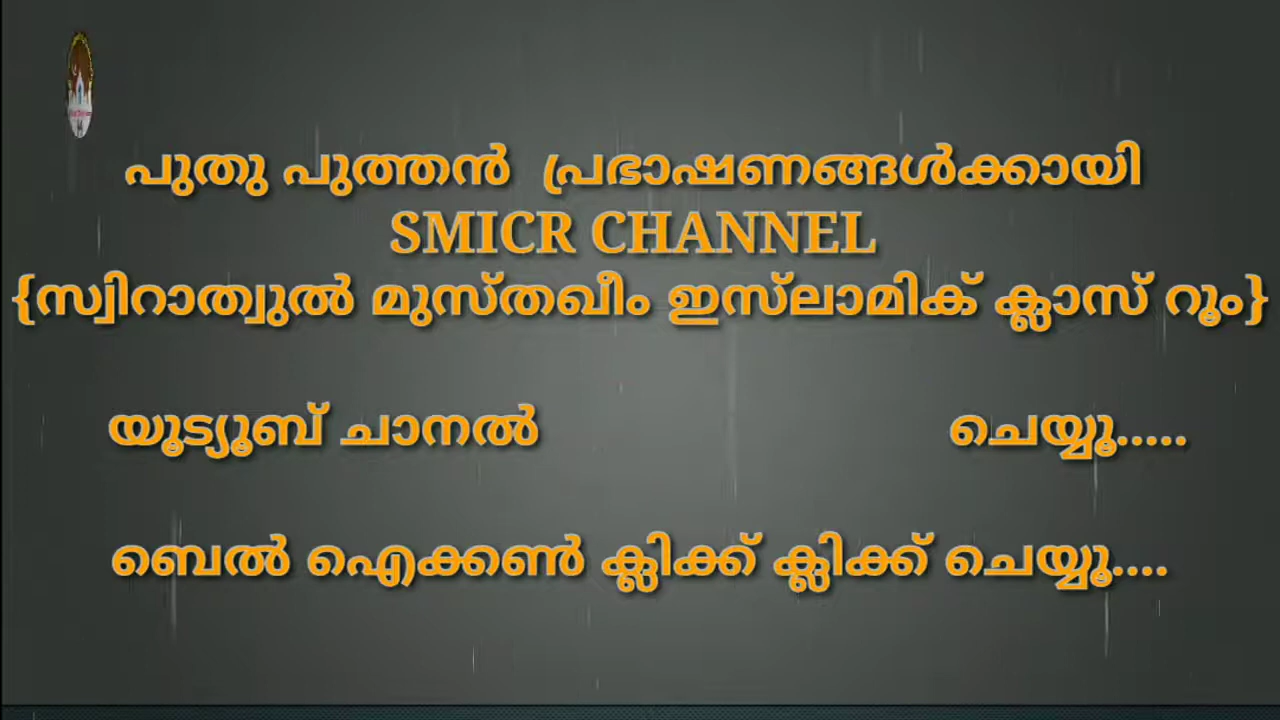 പുതു പുത്തൻ പ്രഭാഷണങ്ങൾക്കായി
SMICR CHANNEL
{സ്വിറാത്വുൽ മുസ്തഖീം ഇസ്ലാമിക് ക്ലാസ് റൂം}
യൂട്യൂബ് ചാനൽ ചെയ്യൂ.....
ബെൽ ഐക്കൺ ക്ലിക്ക് ക്ലിക്ക് ചെയ്യൂ....